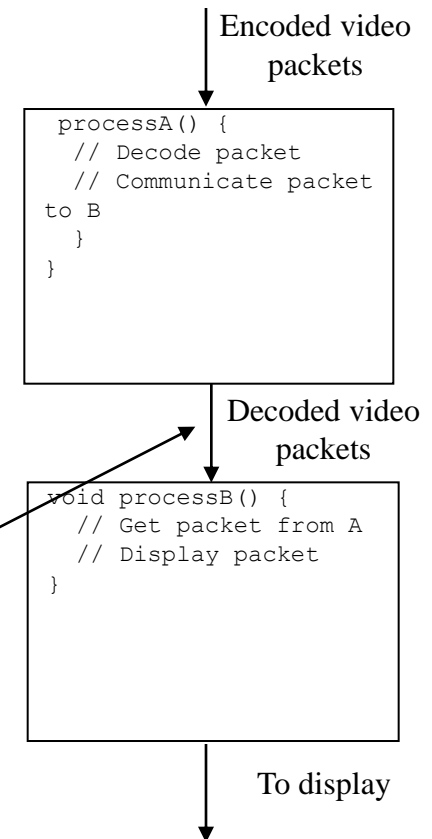 Encoded video
packets
processA() {
// Decode packet
// Communicate packet
to B
}
}
Decoded video
packets
void processB() {
// Get packet from A
// Display packet
}
To display